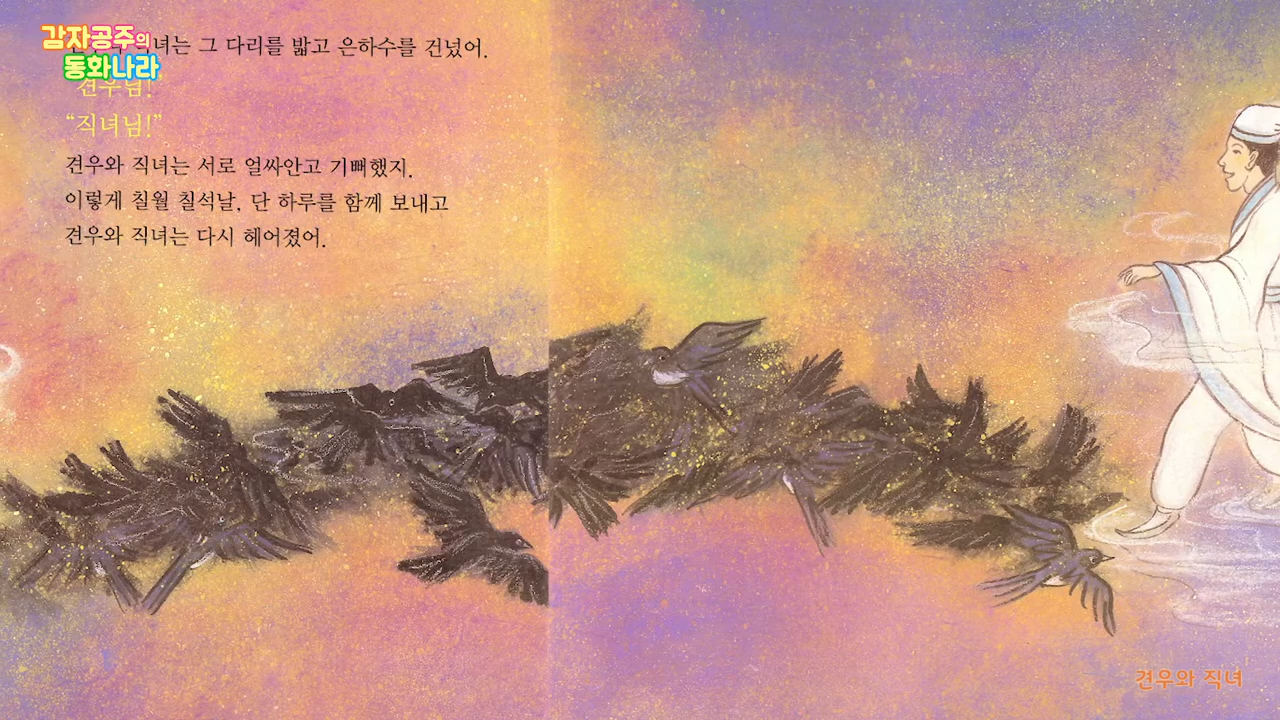 감자공주의
동화나라
직녀는 그 다리를 밟고 은하수를 건넜어.
견우님!
“직녀님!”
견우와 직녀는 서로 얼싸안고 기뻐했지.
이렇게 칠월 칠석날, 단 하루를 함께 보내고
견우와 직녀는 다시 헤어졌어.
견우와 직녀